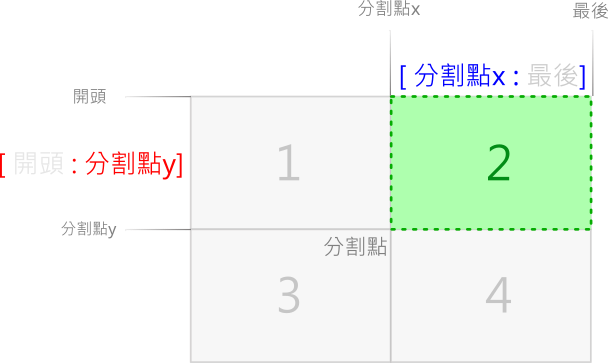 分割點x
最後
[ 分割點x : 最後]
開頭
1
2
[ 開頭 : 分割點y]
分割點y
分割點
3
4